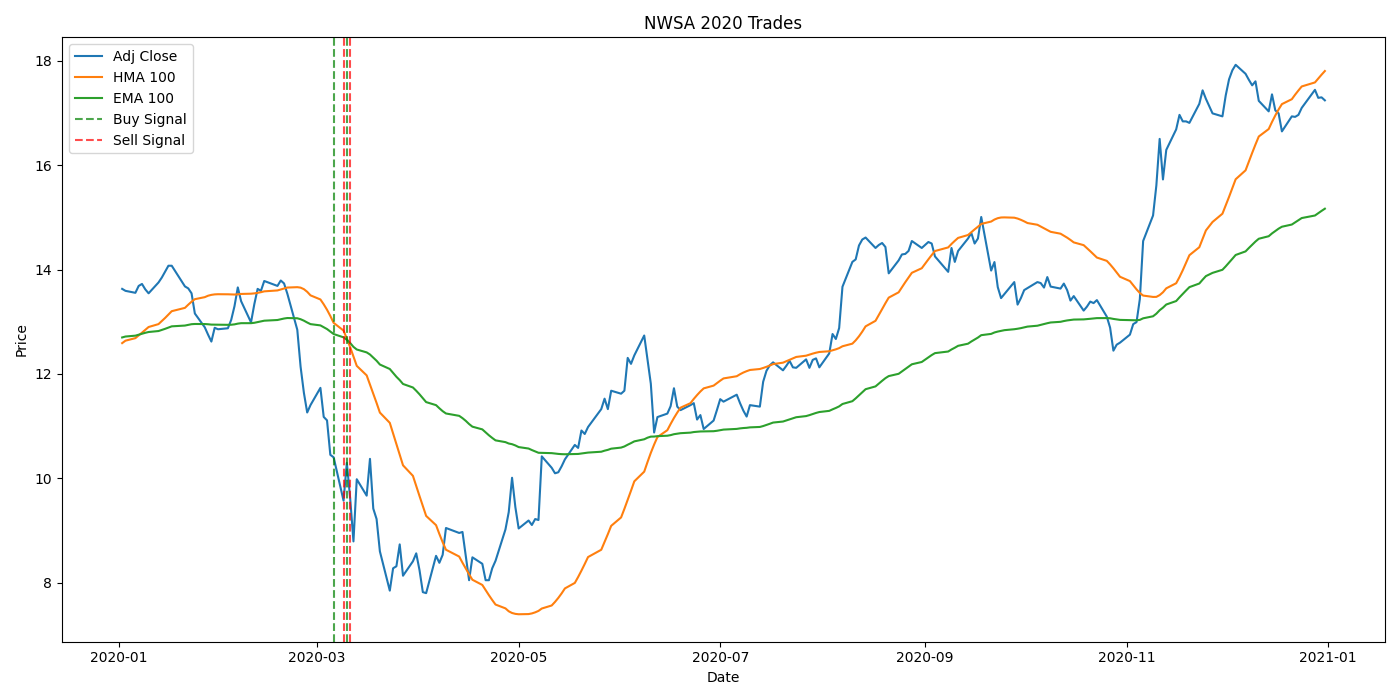 NWSA 2020 Trades
Adj Close
HMA 100
EMA 100
Buy Signal
Sell Signal
Price
18
16
14
12
10
8
2020-01
2020-03
2020-05
2020-07
2020-09
2020-11
2021-01
Date